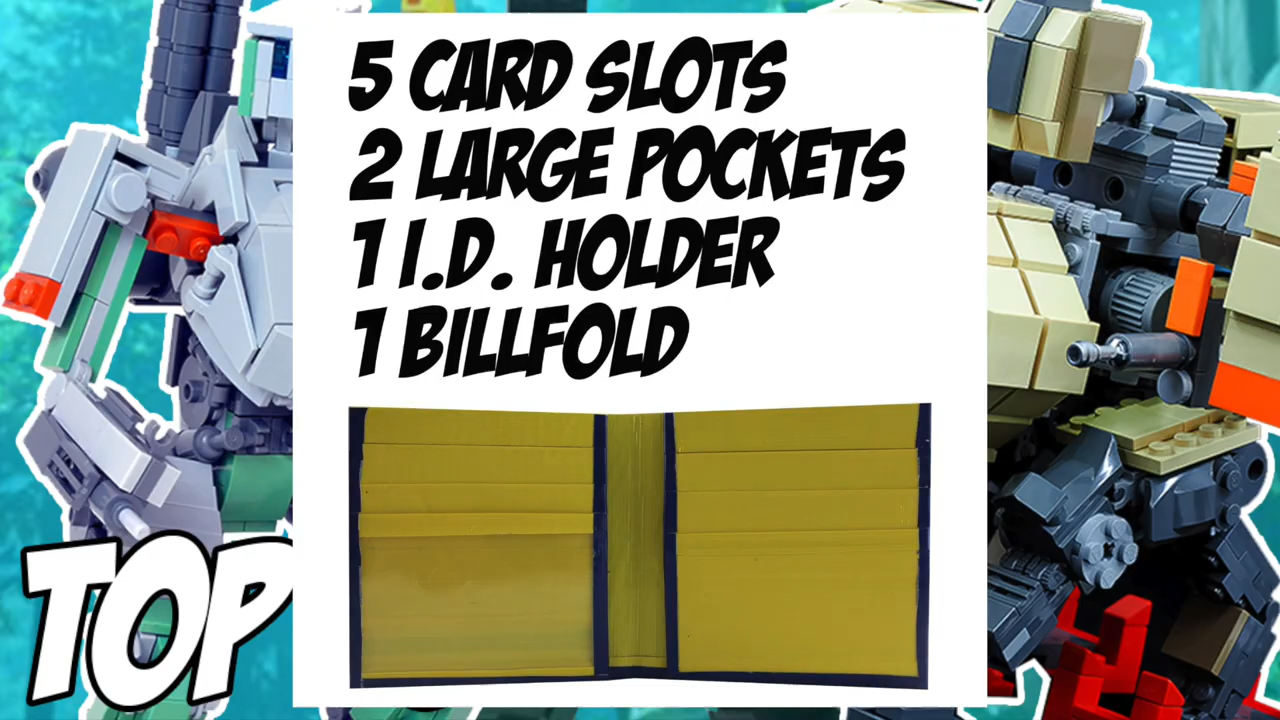 5 CARD SLOTS
2 LARGE POCKETS
1 I.D. HOLDER
1 BILLFOLD
TOP